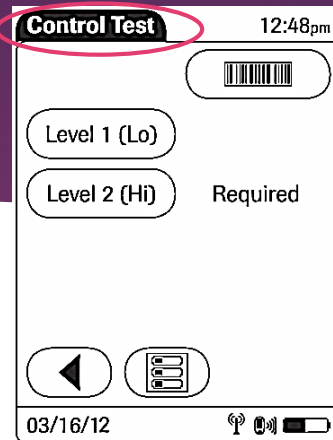 Control Test 12:48pm
Level 1 (Lo)
Level 2 (Hi) Required
03/16/12